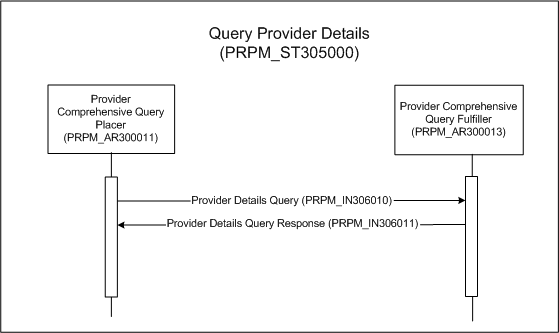 Query Provider Details
(PRPM_ST305000)
Provider
Comprehensive Query
Placer
(PRPM_AR300011)
Provider Comprehensive
Query Fulfiller
(PRPM_AR300013)
Provider Details Query (PRPM_IN306010)
Provider Details Query Response (PRPM_IN306011)